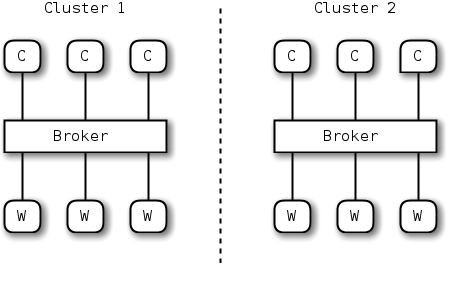 Cluster 1
Cluster 2
C C C
C C C
Broker
Broker
W W W
W W W